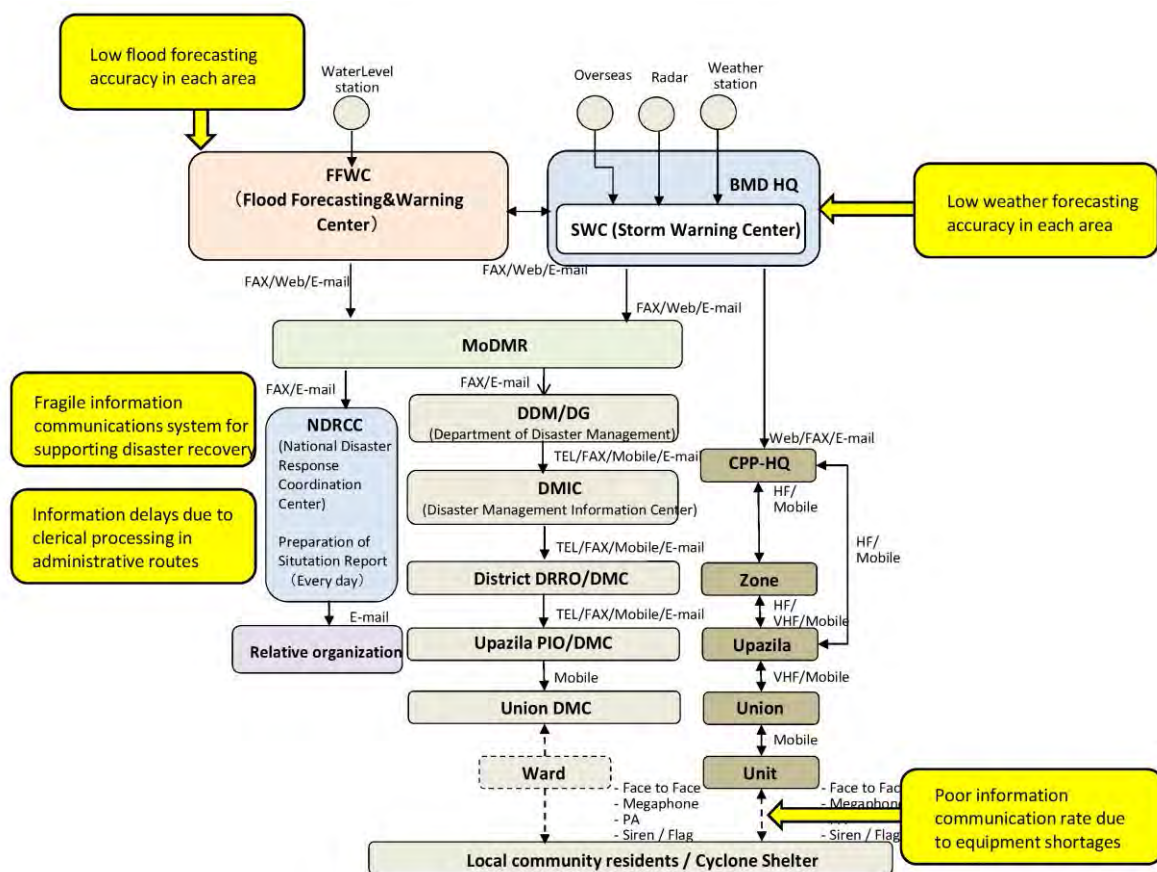 Low flood forecasting
accuracy in each area
WaterLevel
station
Overseas
Radar
Weather
station
FFWC
（Flood Forecasting&Warning
Center）
BMD HQ
SWC (Storm Warning Center)
Low weather forecasting
accuracy in each area
FAX/Web/E-mail
FAX/Web/E-mail
FAX/Web/E-mail
MoDMR
Fragile information
communications system for
supporting disaster recovery
Information delays due to
clerical processing in
administrative routes
FAX/E-mail
NDRCC
(National Disaster
Response
Coordination
Center)
Preparation of
Situtation Report
（Every day）
E-mail
Relative organization
FAX/E-mail
DDM/DG
(Department of Disaster Management)
TEL/FAX/Mobile/E-mail
DMIC
(Disaster Management Information Center)
TEL/FAX/Mobile/E-mail
District DRRO/DMC
TEL/FAX/Mobile/E-mail
Upazila PIO/DMC
Mobile
Union DMC
Ward
- Face to Face
- Megaphone
- PA
- Siren / Flag
Web/FAX/E-mail
CPP-HQ
HF/
Mobile
HF/
Mobile
Zone
HF/
VHF/Mobile
Upazila
VHF/Mobile
Union
Mobile
Unit
- Face to Fac
- Megaphone
- Siren / Flag
Poor information
communication rate due
to equipment shortages
Local community residents / Cyclone Shelter